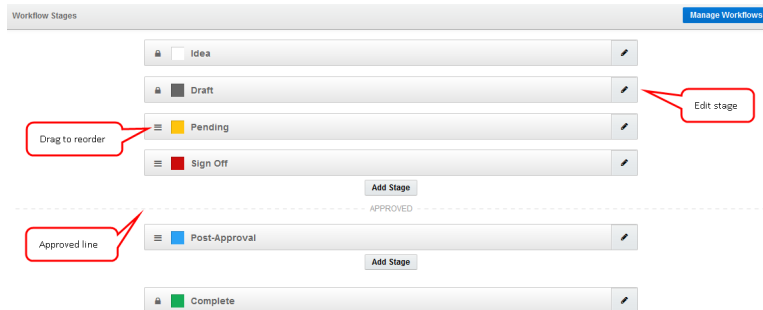 Workflow Stages
Manage Workflows
Idea
Draft
Edit stage
Pending
Drag to reorder
Sign Off
Add Stage
APPROVED
Post-Approval
Approved line
Add Stage
Complete